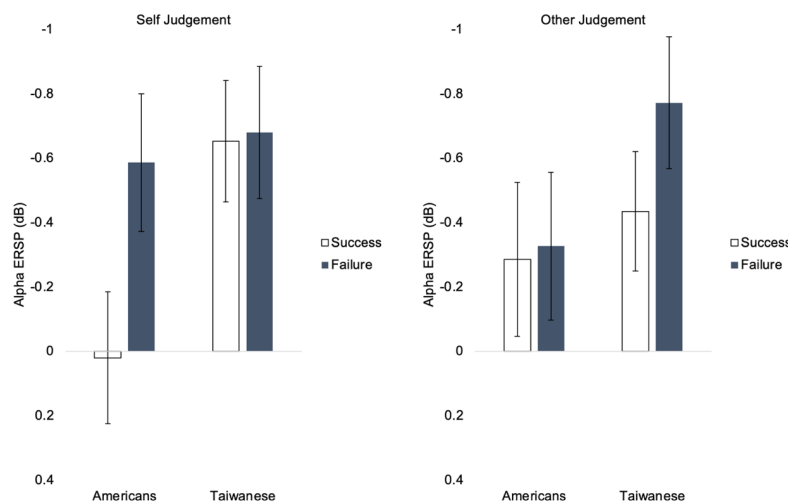 Self Judgement
-1
-0.8
-0.6
-0.4
-0.2
0
0.2
0.4
Alpha ERSP (dB)
Success
Failure
Americans
Taiwanese
Other Judgement
-1
-0.8
-0.6
-0.4
-0.2
0
0.2
0.4
Alpha ERSP (dB)
Success
Failure
Americans
Taiwanese